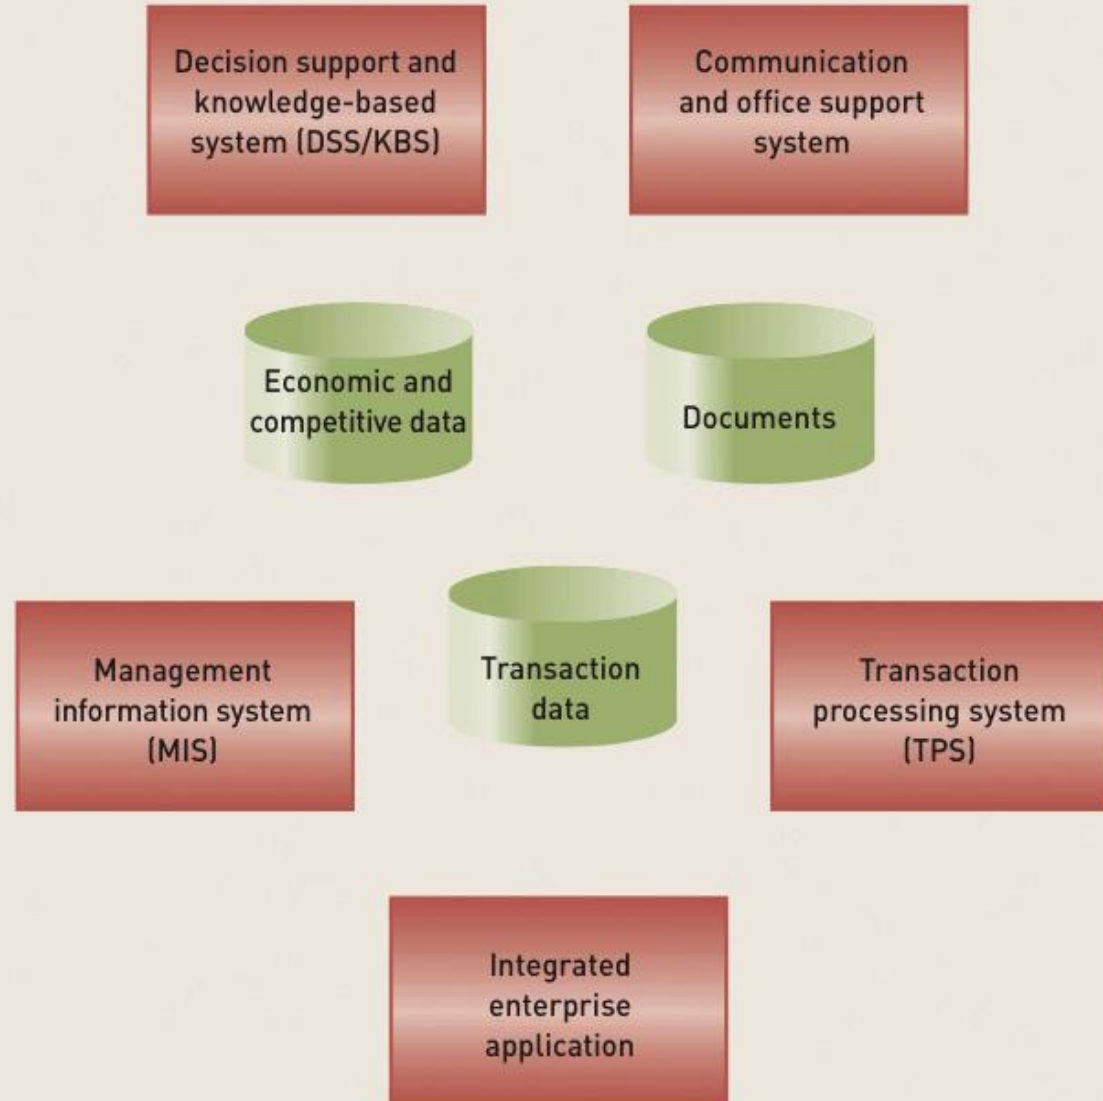 Decision support and
knowledge-based
system (DSS/KBS)
Communication
and office support
system
Economic and
competitive data
Documents
Management
information system
(MIS)
Transaction
data
Transaction
processing system
(TPS)
Integrated
enterprise
application